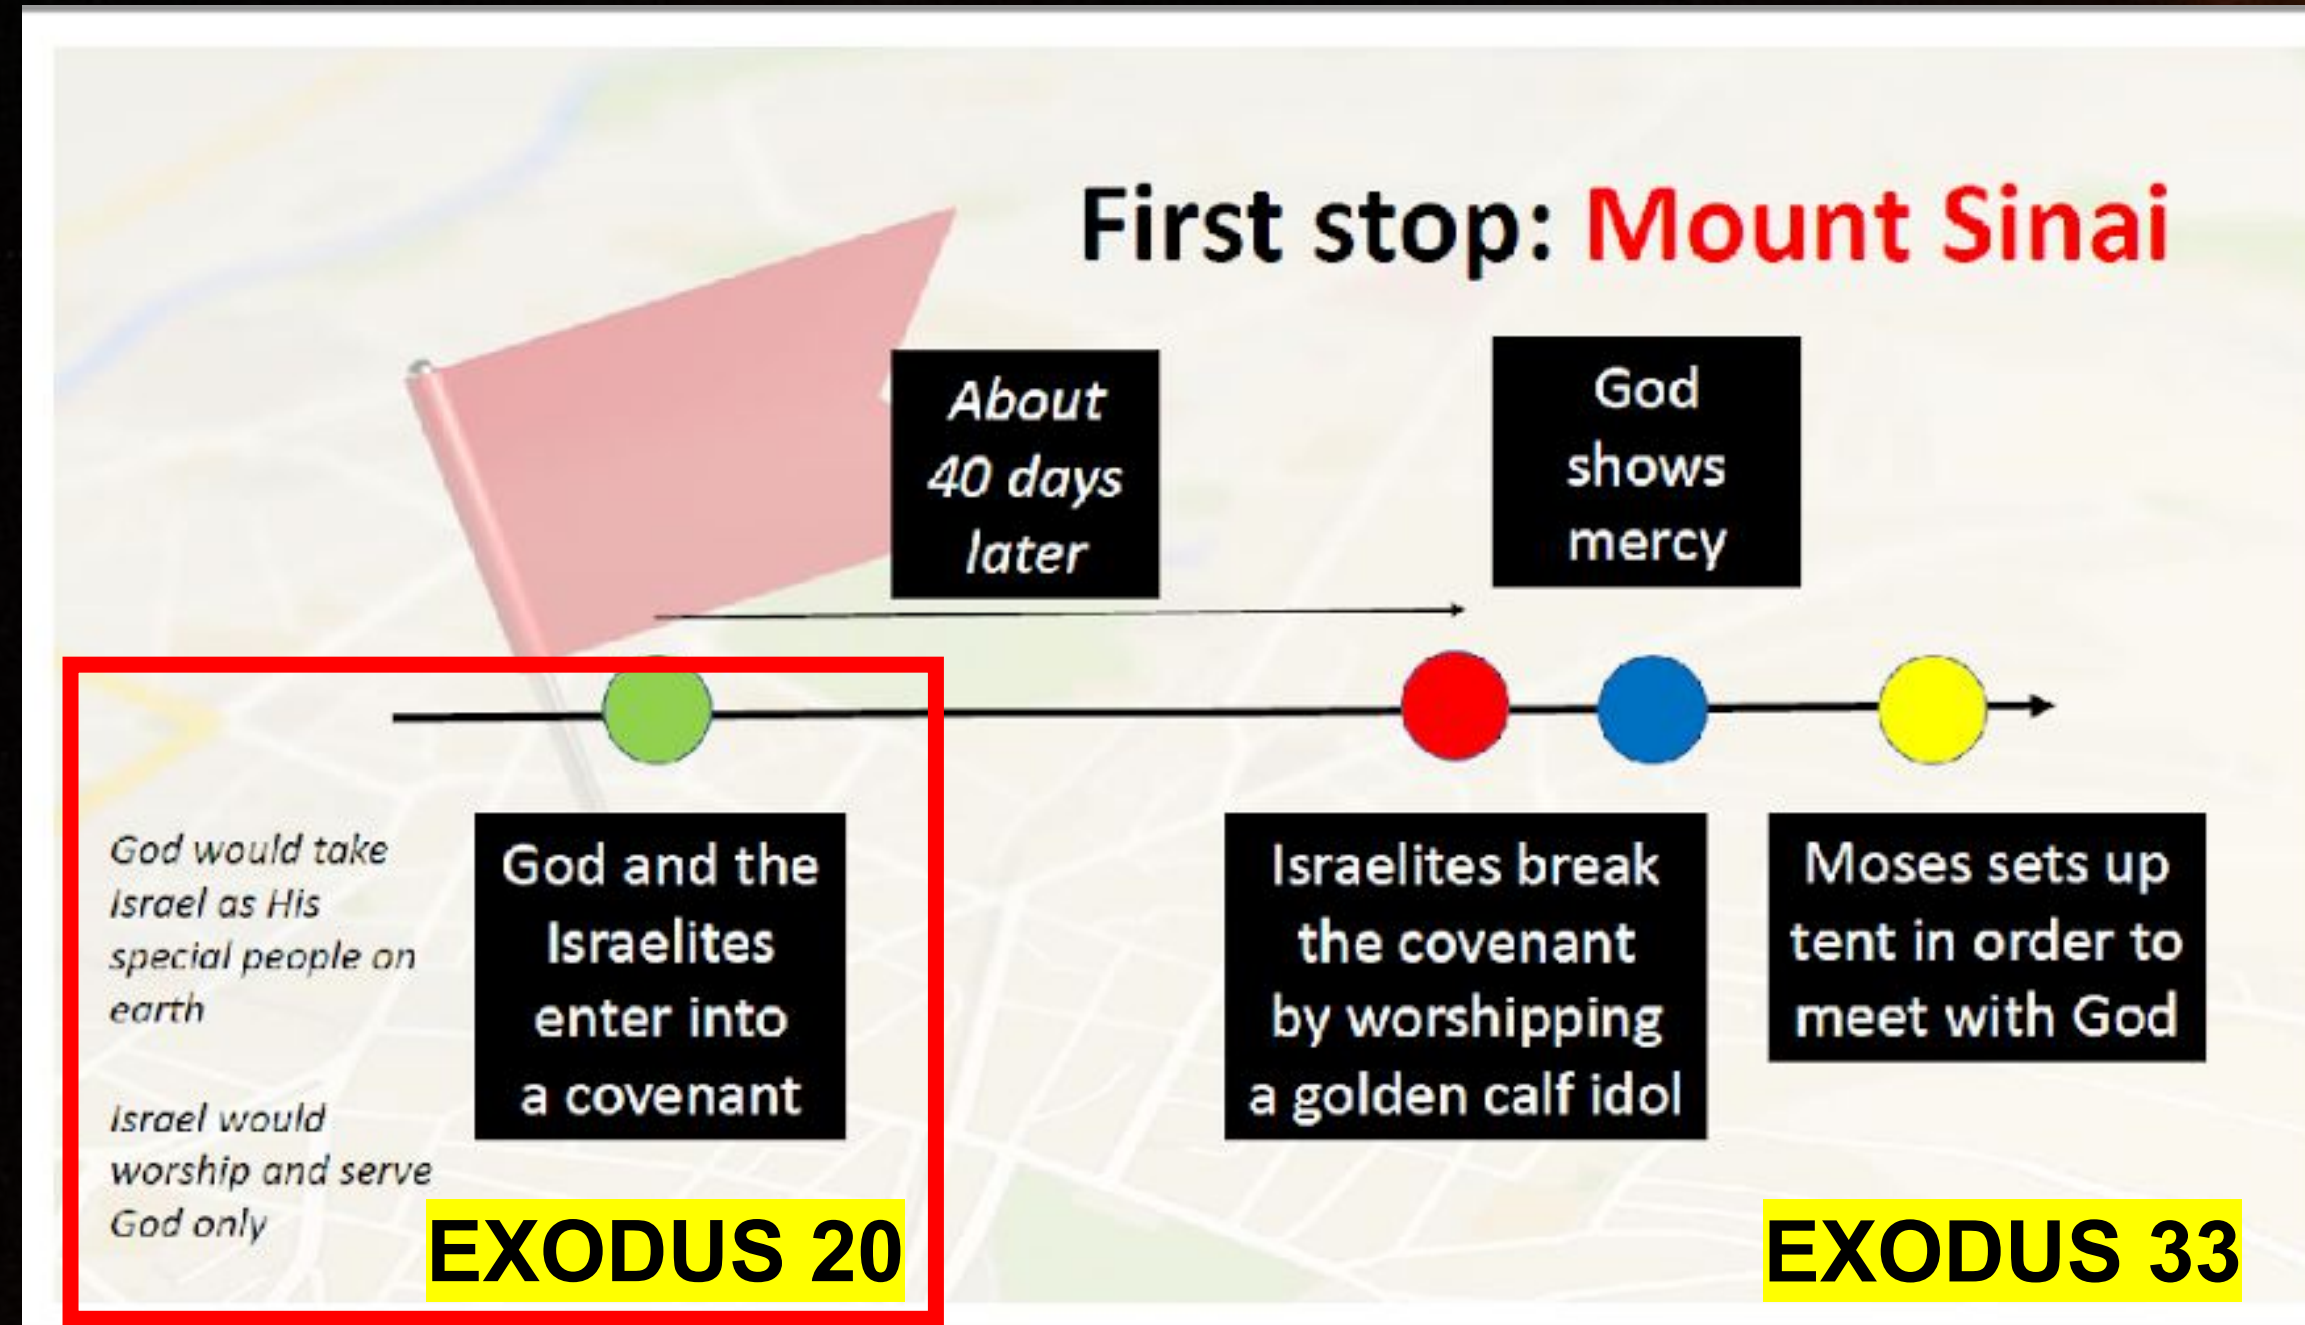 First stop: Mount Sinai
About
40 days
later
God
shows
mercy
God would take
Israel as His
special people on
earth
Israel would
worship and serve
God only
God and the
Israelites
enter into
a covenant
EXODUS 20
Israelites break
the covenant
by worshipping
a golden calf idol
Moses sets up
tent in order to
meet with God
EXODUS 33